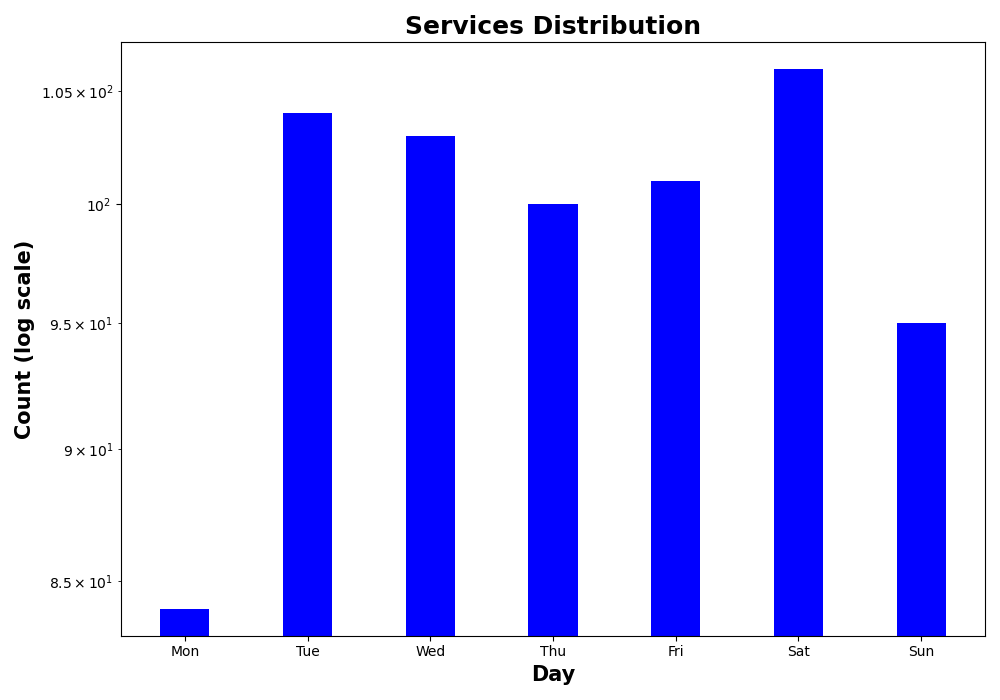 Services Distribution
Count (log scale)
1.05 × 10²
10²
9.5 × 10¹
9 × 10¹
8.5 × 10¹
Mon Tue Wed Thu Fri Sat Sun
Day